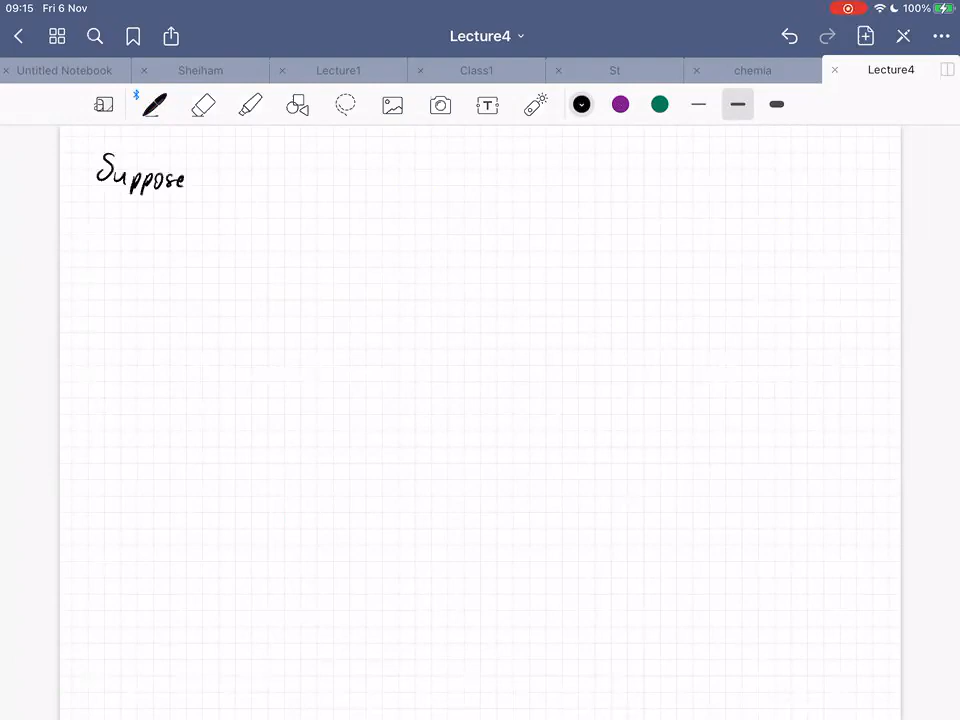 09:15 Fri 6 Nov 100%
Lecture4
Untitled Notebook Sheiham Lecture1 Class1 St chemia Lecture4
T
Suppose